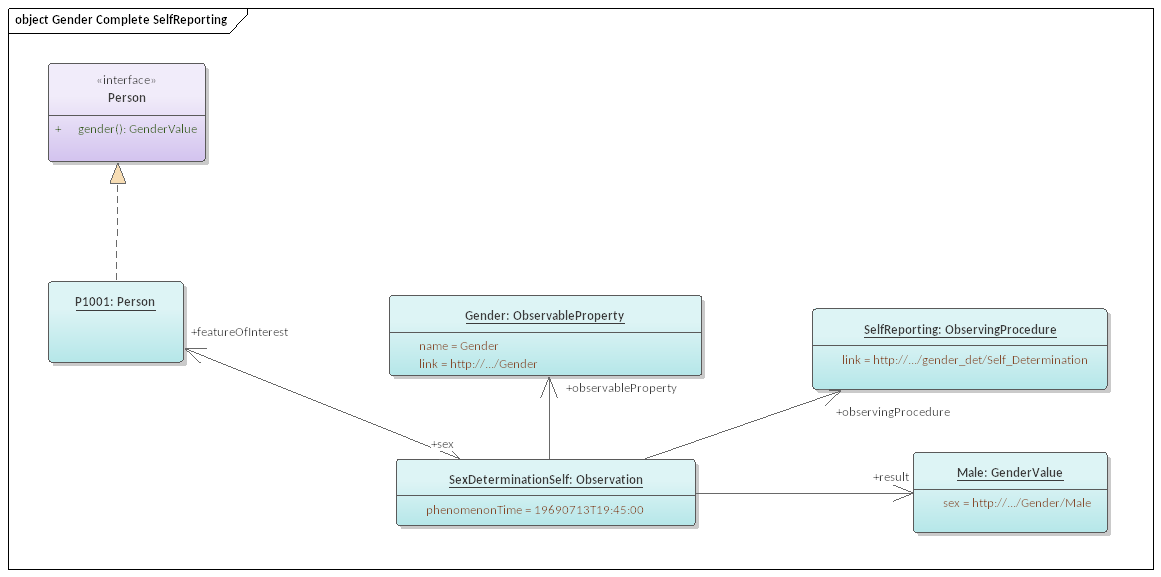 object Gender Complete SelfReporting
«interface»
Person
+ gender(): GenderValue
P1001: Person
+featureOfInterest
Gender: ObservableProperty
name = Gender
link = http://.../Gender
SelfReporting: ObservingProcedure
link = http://.../gender_det/Self_Determination
+observableProperty
+observingProcedure
+sex
SexDeterminationSelf: Observation
phenomenonTime = 19690713T19:45:00
+result
Male: GenderValue
sex = http://.../Gender/Male